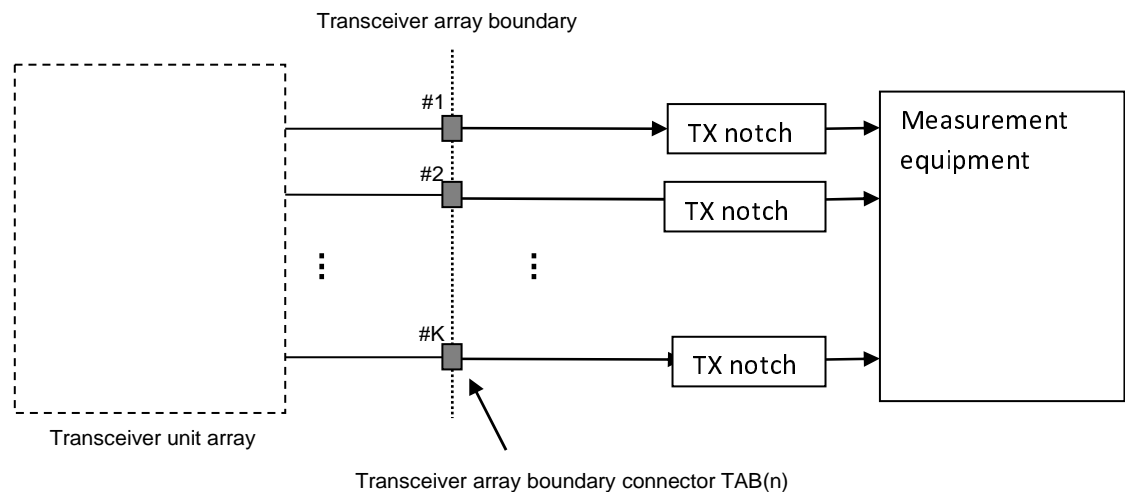 Transceiver array boundary
#1
TX notch
Measurement
equipment
#2
TX notch
#K
TX notch
Transceiver unit array
Transceiver array boundary connector TAB(n)